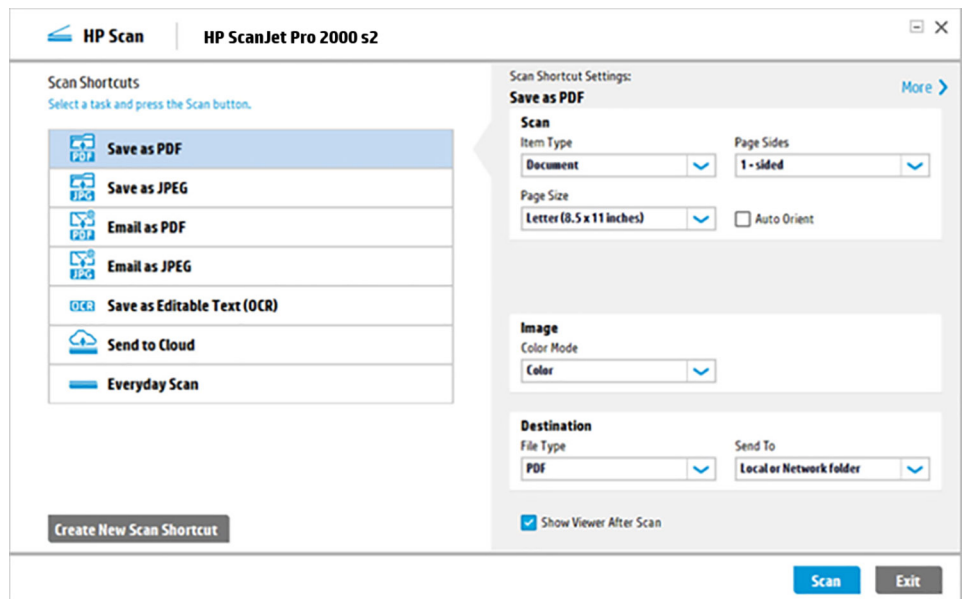 HP Scan
HP ScanJet Pro 2000 s2
Scan Shortcuts
Select a task and press the Scan button.
PDF
Save as PDF
JPG
Save as JPEG
PDF
Email as PDF
JPG
Email as JPEG
OCR
Save as Editable Text (OCR)
Send to Cloud
Everyday Scan
Create New Scan Shortcut
Scan Shortcut Settings:
Save as PDF
More
Scan
Item Type
Page Sides
Document
1 - sided
Page Size
Letter (8.5 x 11 inches)
Auto Orient
Image
Color Mode
Color
Destination
File Type
Send To
PDF
Local or Network folder
Show Viewer After Scan
Scan
Exit